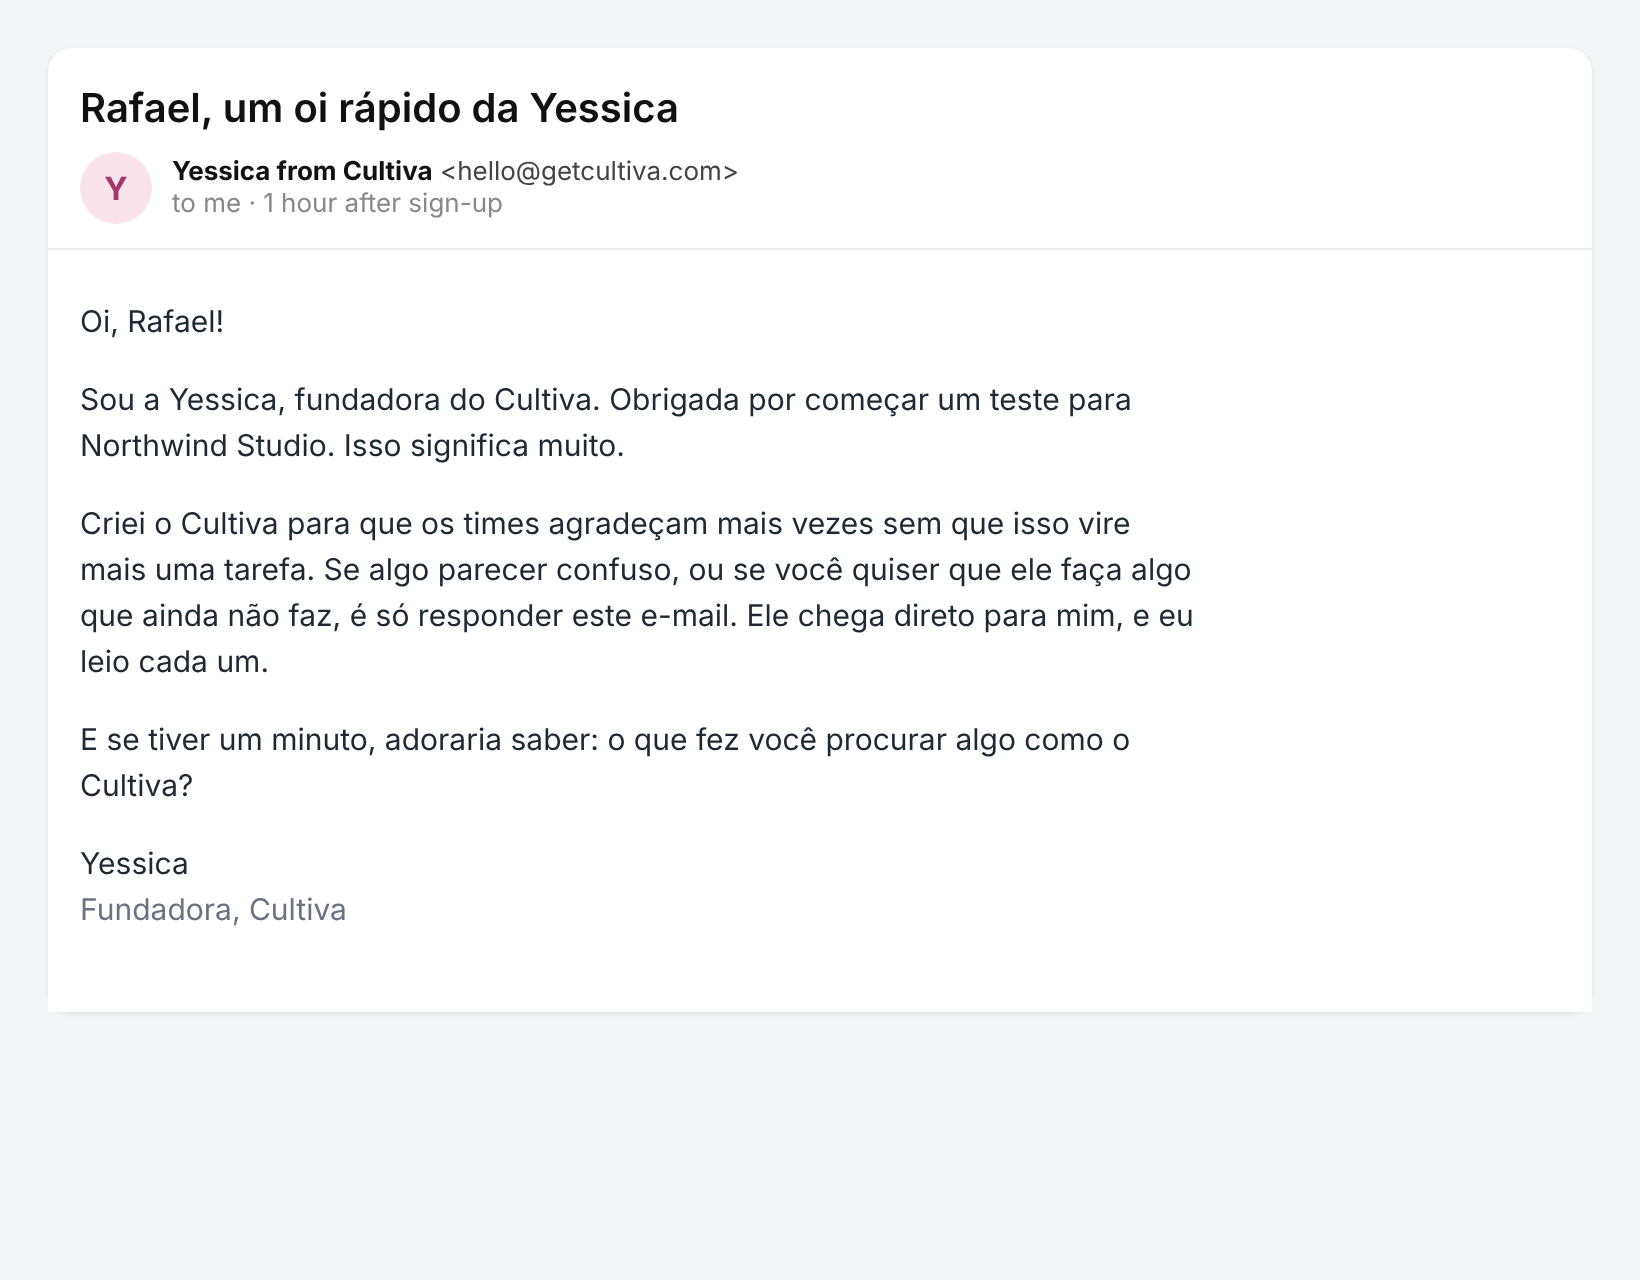 Rafael, um oi rápido da Yessica
Y
Yessica from Cultiva <hello@getcultiva.com>
to me · 1 hour after sign-up
Oi, Rafael!
Sou a Yessica, fundadora do Cultiva. Obrigada por começar um teste para
Northwind Studio. Isso significa muito.
Criei o Cultiva para que os times agradeçam mais vezes sem que isso vire
mais uma tarefa. Se algo parecer confuso, ou se você quiser que ele faça algo
que ainda não faz, é só responder este e-mail. Ele chega direto para mim, e eu
leio cada um.
E se tiver um minuto, adoraria saber: o que fez você procurar algo como o
Cultiva?
Yessica
Fundadora, Cultiva